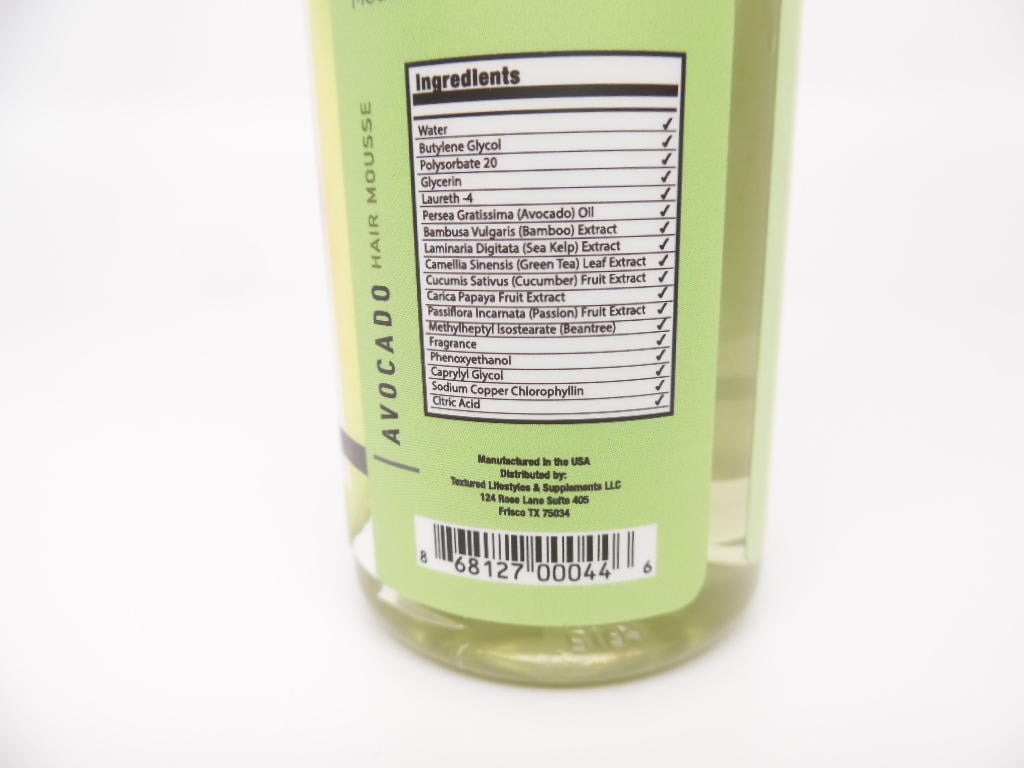 Ingredients
Water ✓
Butylene Glycol ✓
Polysorbate 20 ✓
Glycerin ✓
Laureth -4 ✓
Persea Gratissima (Avocado) Oil ✓
Bambusa Vulgaris (Bamboo) Extract ✓
Laminaria Digitata (Sea Kelp) Extract ✓
Camellia Sinensis (Green Tea) Leaf Extract ✓
Cucumis Sativus (Cucumber) Fruit Extract ✓
Carica Papaya Fruit Extract ✓
Passiflora Incarnata (Passion) Fruit Extract ✓
Methylheptyl Isostearate (Beantree) ✓
Fragrance ✓
Phenoxyethanol ✓
Caprylyl Glycol ✓
Sodium Copper Chlorophyllin ✓
Citric Acid ✓
AVOCADO HAIR MOUSSE
Manufactured In the USA
Distributed by:
Textured Lifestyles & Supplements LLC
124 Rose Lane Suite 405
Frisco TX 75034
8 68127 00044 6